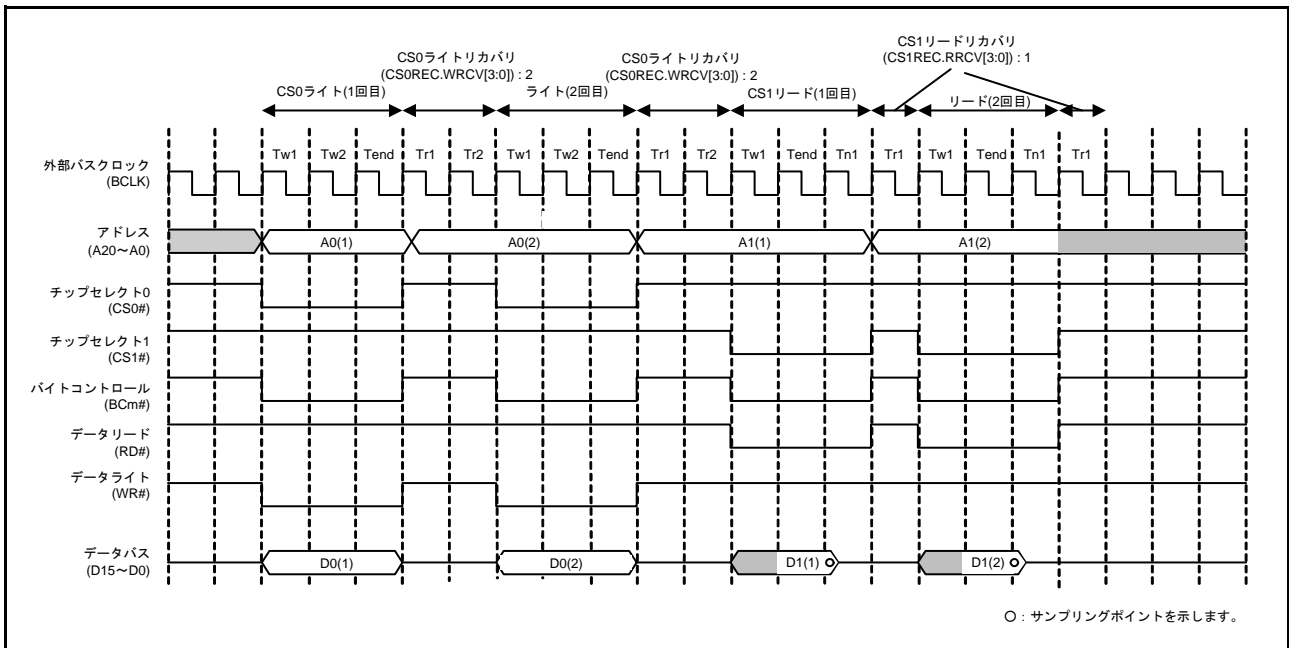 CS0ライトリカバリ
(CS0REC.WRCV[3:0]) : 2
CS0ライトリカバリ
(CS0REC.WRCV[3:0]) : 2
CS1リードリカバリ
(CS1REC.RRCV[3:0]) : 1
CS0ライト(1回目)
ライト(2回目)
CS1リード(1回目)
リード(2回目)
Tw1 Tw2 Tend Tr1 Tr2 Tw1 Tw2 Tend Tr1 Tr2 Tw1 Tend Tn1 Tr1 Tw1 Tend Tn1 Tr1
外部バスクロック
(BCLK)
アドレス
(A20～A0)
A0(1) A0(2) A1(1) A1(2)
チップセレクト0
(CS0#)
チップセレクト1
(CS1#)
バイトコントロール
(BCm#)
データリード
(RD#)
データライト
(WR#)
データバス
(D15～D0)
D0(1) D0(2) D1(1) D1(2)
○ : サンプリングポイントを示します。